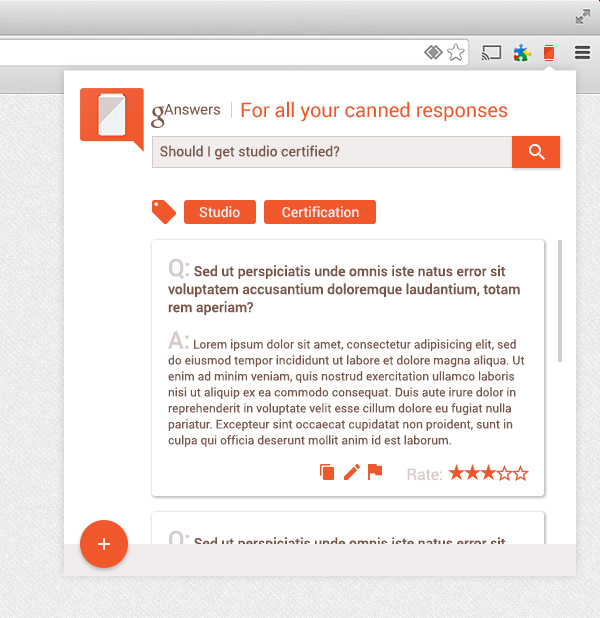 gAnswers For all your canned responses
Should I get studio certified?
Studio Certification
Q: Sed ut perspiciatis unde omnis iste natus error sit
voluptatem accusantium doloremque laudantium, totam
rem aperiam?
A: Lorem ipsum dolor sit amet, consectetur adipisicing elit, sed
do eiusmod tempor incididunt ut labore et dolore magna aliqua. Ut
enim ad minim veniam, quis nostrud exercitation ullamco laboris
nisi ut aliquip ex ea commodo consequat. Duis aute irure dolor in
reprehenderit in voluptate velit esse cillum dolore eu fugiat nulla
pariatur. Excepteur sint occaecat cupidatat non proident, sunt in
culpa qui officia deserunt mollit anim id est laborum.
Rate:
Q: Sed ut perspiciatis unde omnis iste natus error sit